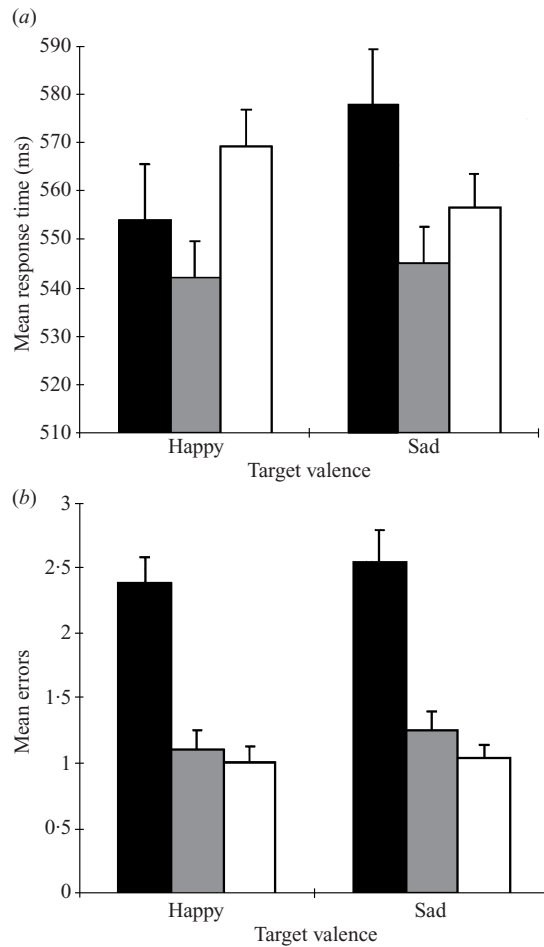 (a)
590
580
570
560
550
540
530
520
510
Mean response time (ms)
Happy
Sad
Target valence
(b)
3
2·5
2
1·5
1
0·5
0
Mean errors
Happy
Sad
Target valence